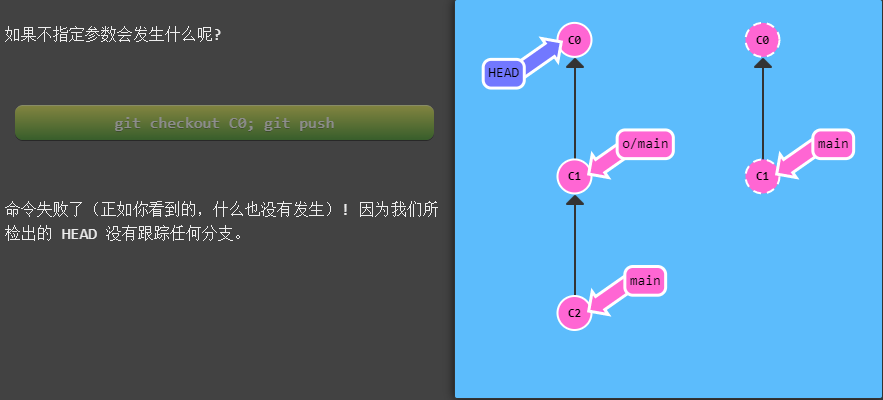 如果不指定参数会发生什么呢?
git checkout C0; git push
命令失败了（正如你看到的，什么也没有发生）! 因为我们所
检出的 HEAD 没有跟踪任何分支。
C0
HEAD
o/main
C1
main
C2
C0
main
C1